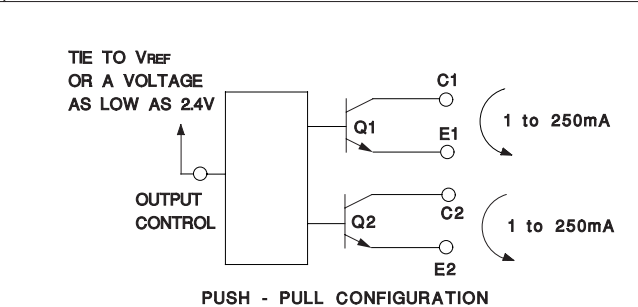 TIE TO VREF
OR A VOLTAGE
AS LOW AS 2.4V
C1
Q1
1 to 250mA
E1
OUTPUT
CONTROL
C2
Q2
1 to 250mA
E2
PUSH - PULL CONFIGURATION